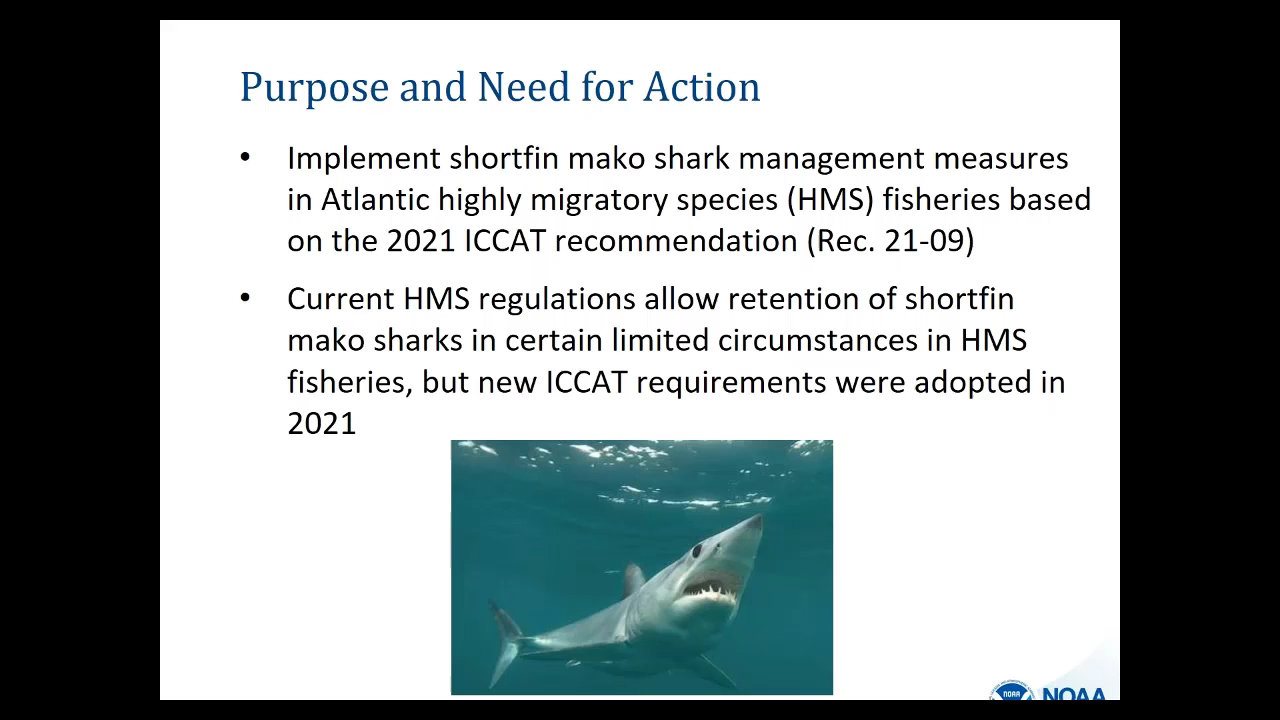 Purpose and Need for Action
• Implement shortfin mako shark management measures
in Atlantic highly migratory species (HMS) fisheries based
on the 2021 ICCAT recommendation (Rec. 21-09)
• Current HMS regulations allow retention of shortfin
mako sharks in certain limited circumstances in HMS
fisheries, but new ICCAT requirements were adopted in
2021
NOAA
NOAA